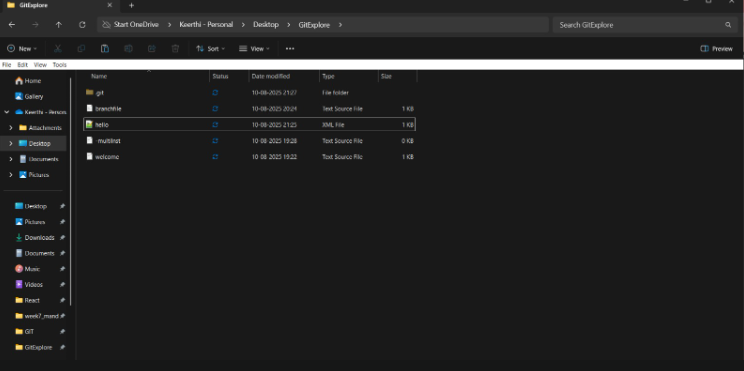 GitExplore
Start OneDrive > Keerthi - Personal > Desktop > GitExplore >
Search GitExplore
New Sort View ... Preview
File Edit View Tools
Name Status Date modified Type Size
Home
Gallery
Keerthi - Person
Attachments
Desktop
Documents
Pictures
Desktop
Pictures
Downloads
Documents
Music
Videos
React
week7_mand
GIT
GitExplore
.git 10-08-2025 21:27 File folder
branchfile 10-08-2025 20:24 Text Source File 1 KB
hello 10-08-2025 21:25 XML File 1 KB
-multiInst 10-08-2025 19:28 Text Source File 0 KB
welcome 10-08-2025 19:22 Text Source File 1 KB